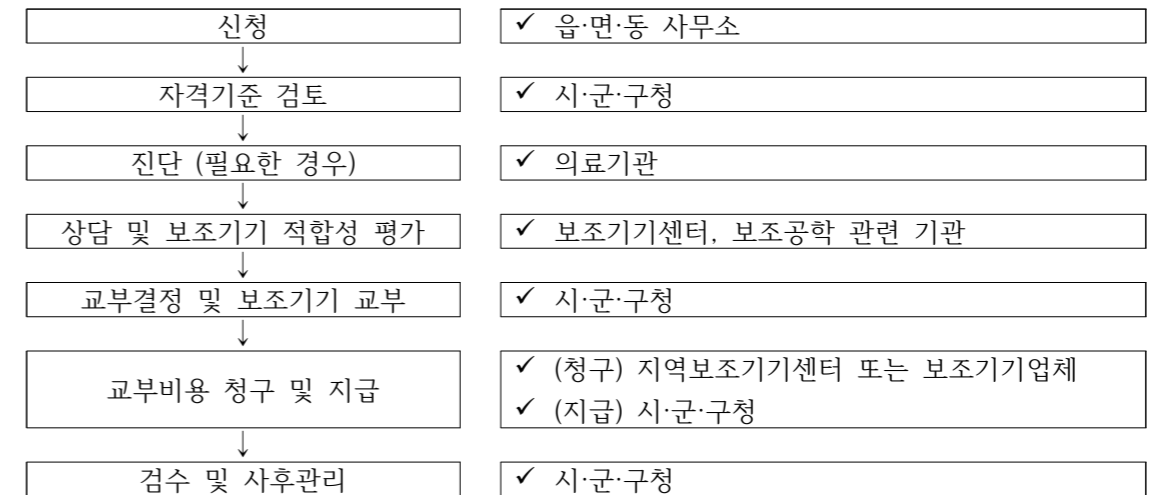 신청
✓ 읍·면·동 사무소
↓
자격기준 검토
✓ 시·군·구청
↓
진단 (필요한 경우)
✓ 의료기관
↓
상담 및 보조기기 적합성 평가
✓ 보조기기센터, 보조공학 관련 기관
↓
교부결정 및 보조기기 교부
✓ 시·군·구청
↓
교부비용 청구 및 지급
✓ (청구) 지역보조기기센터 또는 보조기기업체
✓ (지급) 시·군·구청
↓
검수 및 사후관리
✓ 시·군·구청